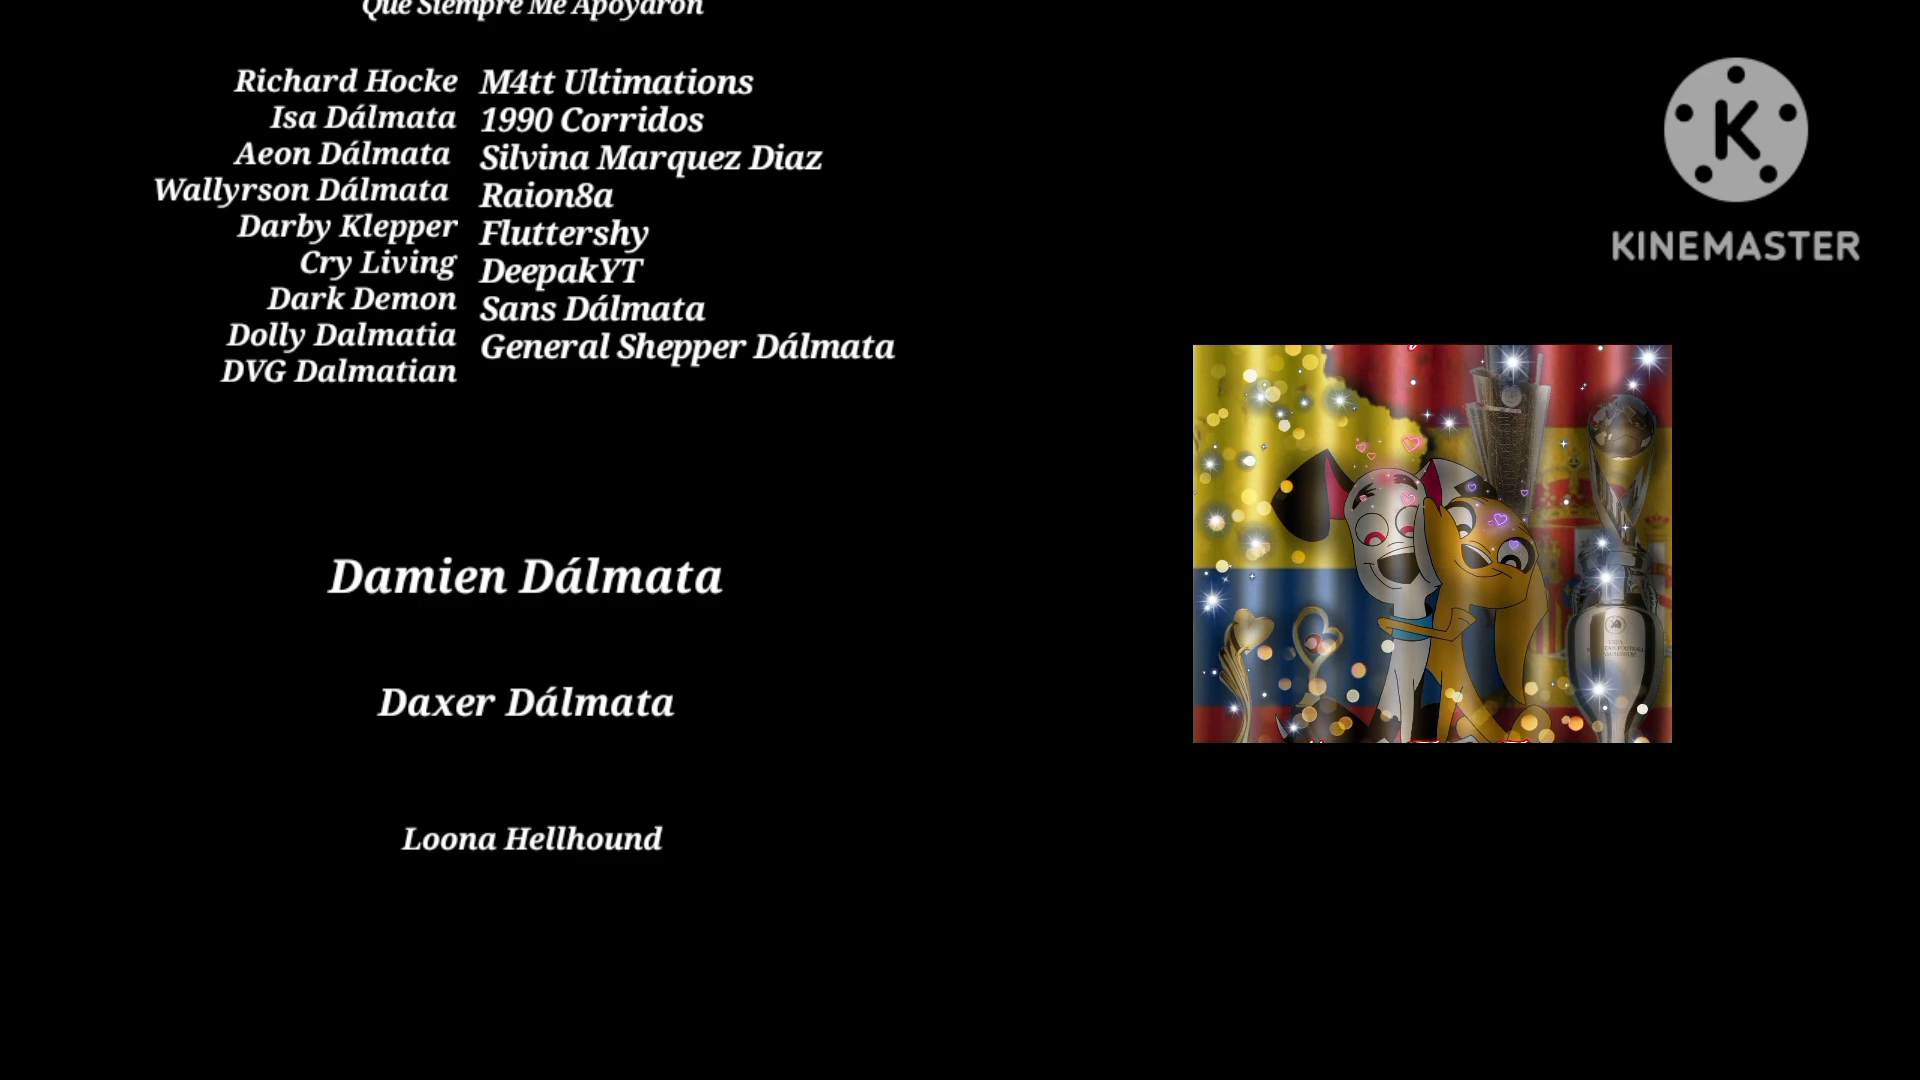 Que Siempre Me Apoyaron
Richard Hocke
Isa Dálmata
Aeon Dálmata
Wallyrson Dálmata
Darby Klepper
Cry Living
Dark Demon
Dolly Dalmatia
DVG Dalmatian
M4tt Ultimations
1990 Corridos
Silvina Marquez Diaz
Raion8a
Fluttershy
DeepakYT
Sans Dálmata
General Shepper Dálmata
Damien Dálmata
Daxer Dálmata
Loona Hellhound
K
KINEMASTER